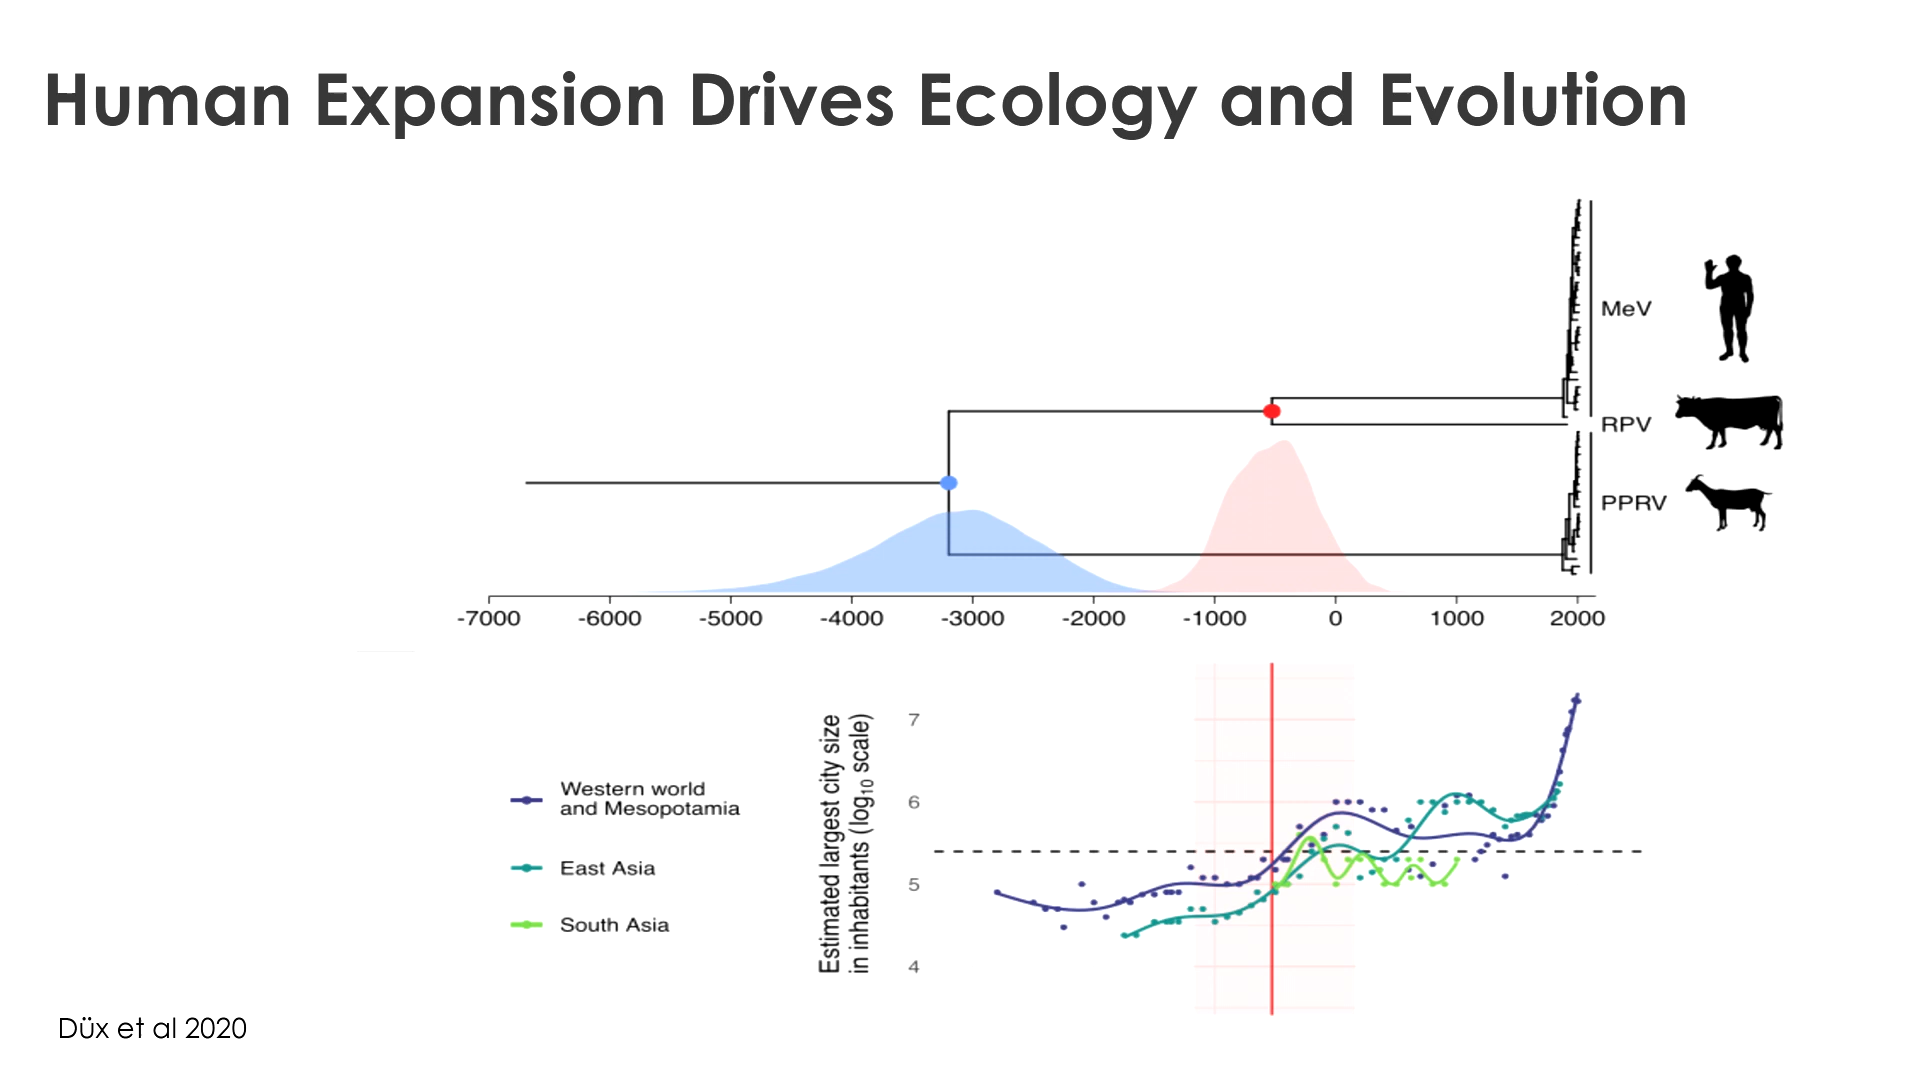 Human Expansion Drives Ecology and Evolution
MeV
RPV
PPRV
-7000 -6000 -5000 -4000 -3000 -2000 -1000 0 1000 2000
Estimated largest city size
in inhabitants (log₁₀ scale)
7
6
5
4
Western world
and Mesopotamia
East Asia
South Asia
Düx et al 2020